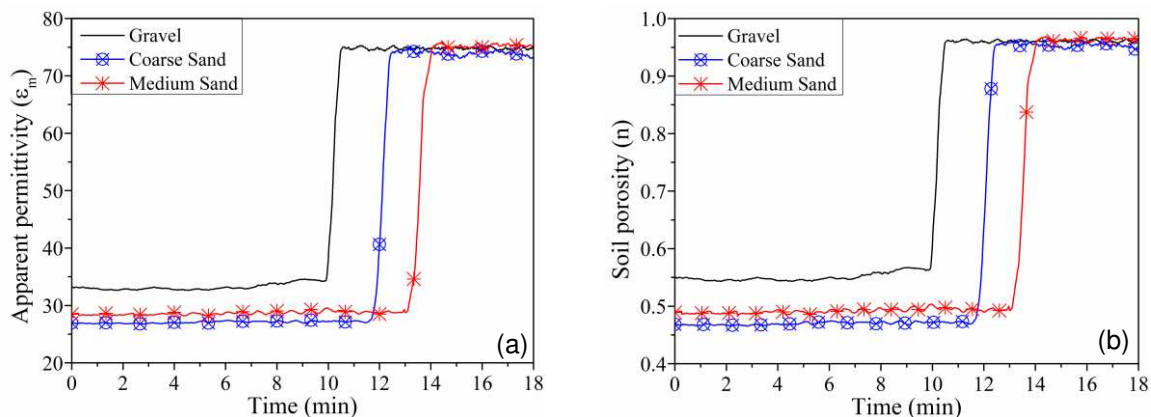 80
70
60
50
40
30
20
Apparent permittivity (εm)
Gravel
Coarse Sand
Medium Sand
(a)
0 2 4 6 8 10 12 14 16 18
Time (min)
1.0
0.9
0.8
0.7
0.6
0.5
0.4
Soil porosity (n)
Gravel
Coarse Sand
Medium Sand
(b)
0 2 4 6 8 10 12 14 16 18
Time (min)